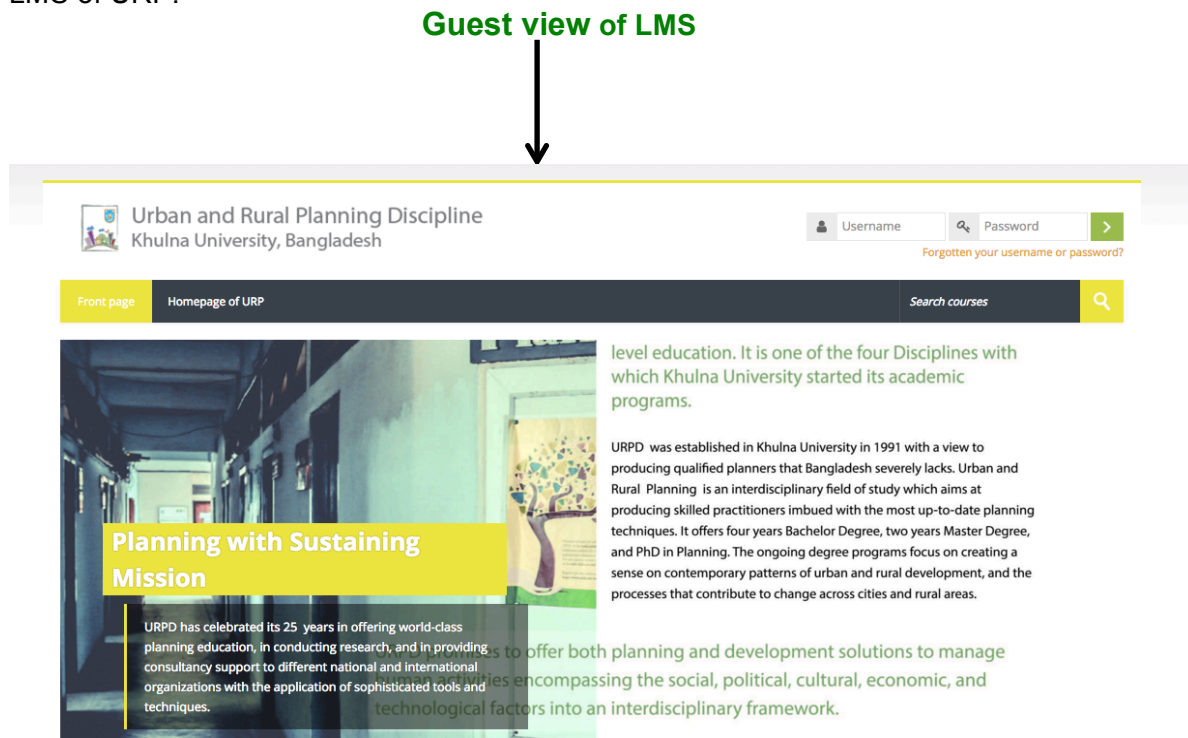 Guest view of LMS
Urban and Rural Planning Discipline
Khulna University, Bangladesh
Username
Password
Forgotten your username or password?
Front page
Homepage of URP
Search courses
level education. It is one of the four Disciplines with
which Khulna University started its academic
programs.
URPD was established in Khulna University in 1991 with a view to
producing qualified planners that Bangladesh severely lacks. Urban and
Rural Planning is an interdisciplinary field of study which aims at
producing skilled practitioners imbued with the most up-to-date planning
techniques. It offers four years Bachelor Degree, two years Master Degree,
and PhD in Planning. The ongoing degree programs focus on creating a
sense on contemporary patterns of urban and rural development, and the
processes that contribute to change across cities and rural areas.
Planning with Sustaining
Mission
URPD has celebrated its 25 years in offering world-class
planning education, in conducting research, and in providing
consultancy support to different national and international
organizations with the application of sophisticated tools and
techniques.
to offer both planning and development solutions to manage
human activities encompassing the social, political, cultural, economic, and
technological factors into an interdisciplinary framework.